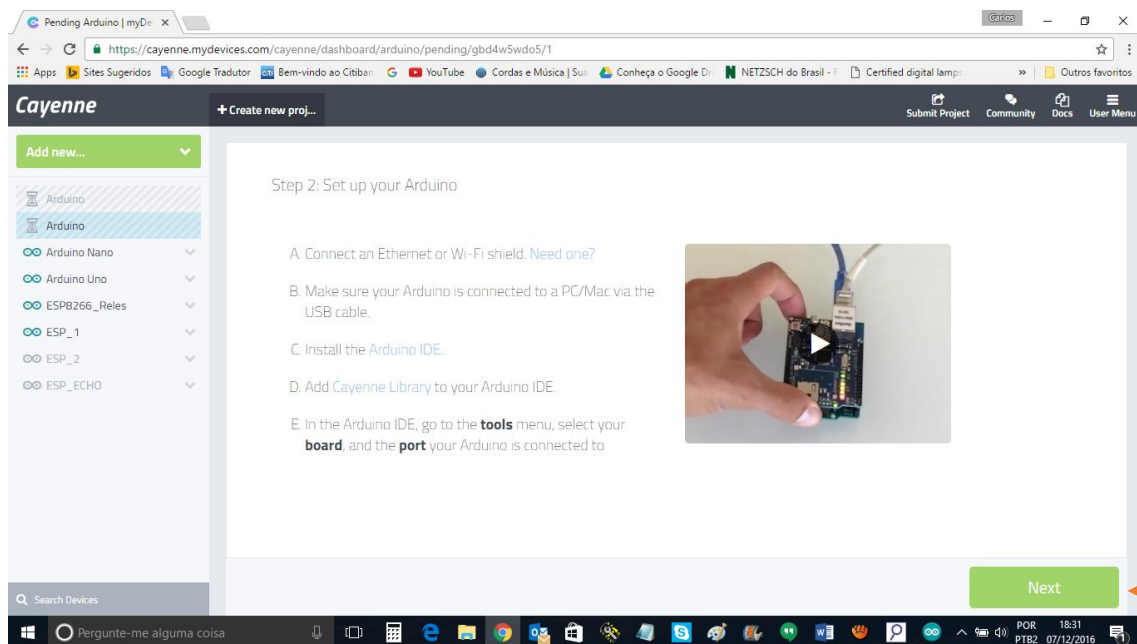 Pending Arduino | myDe
Carlos
https://cayenne.mydevices.com/cayenne/dashboard/arduino/pending/gbd4w5wdo5/1
Apps Sites Sugeridos Google Tradutor Bem-vindo ao Citiban YouTube Cordas e Música | Sua Conheça o Google Dr NETZSCH do Brasil - F Certified digital lamp: » Outros favoritos
Cayenne
+ Create new proj...
Submit Project Community Docs User Menu
Add new...
Arduino
Arduino
Arduino Nano
Arduino Uno
ESP8266_Reles
ESP_1
ESP_2
ESP_ECHO
Search Devices
Step 2: Set up your Arduino
A. Connect an Ethernet or Wi-Fi shield. Need one?
B. Make sure your Arduino is connected to a PC/Mac via the
USB cable.
C. Install the Arduino IDE.
D. Add Cayenne Library to your Arduino IDE.
E. In the Arduino IDE, go to the tools menu, select your
board, and the port your Arduino is connected to
Next
Pergunte-me alguma coisa
POR 18:31
PTB2 07/12/2016